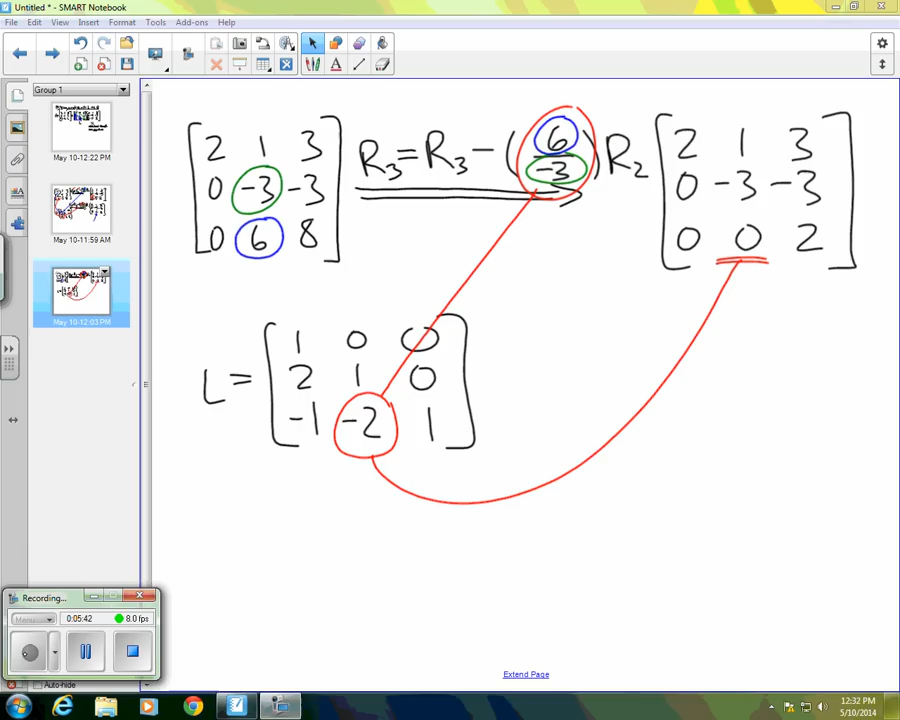 Untitled * - SMART Notebook
File Edit View Insert Format Tools Add-ons Help
Group 1
May 10-12:22 PM
May 10-11:59 AM
May 10-12:03 PM
2 1 3
0 -3 -3
0 6 8
R3=R3-(6/-3)R2
2 1 3
0 -3 -3
0 0 2
L=
1 0 0
2 1 0
-1 -2 1
Recording...
Menu
0:05:42 8.0 fps
Auto-hide
Extend Page
12:32 PM
5/10/2014